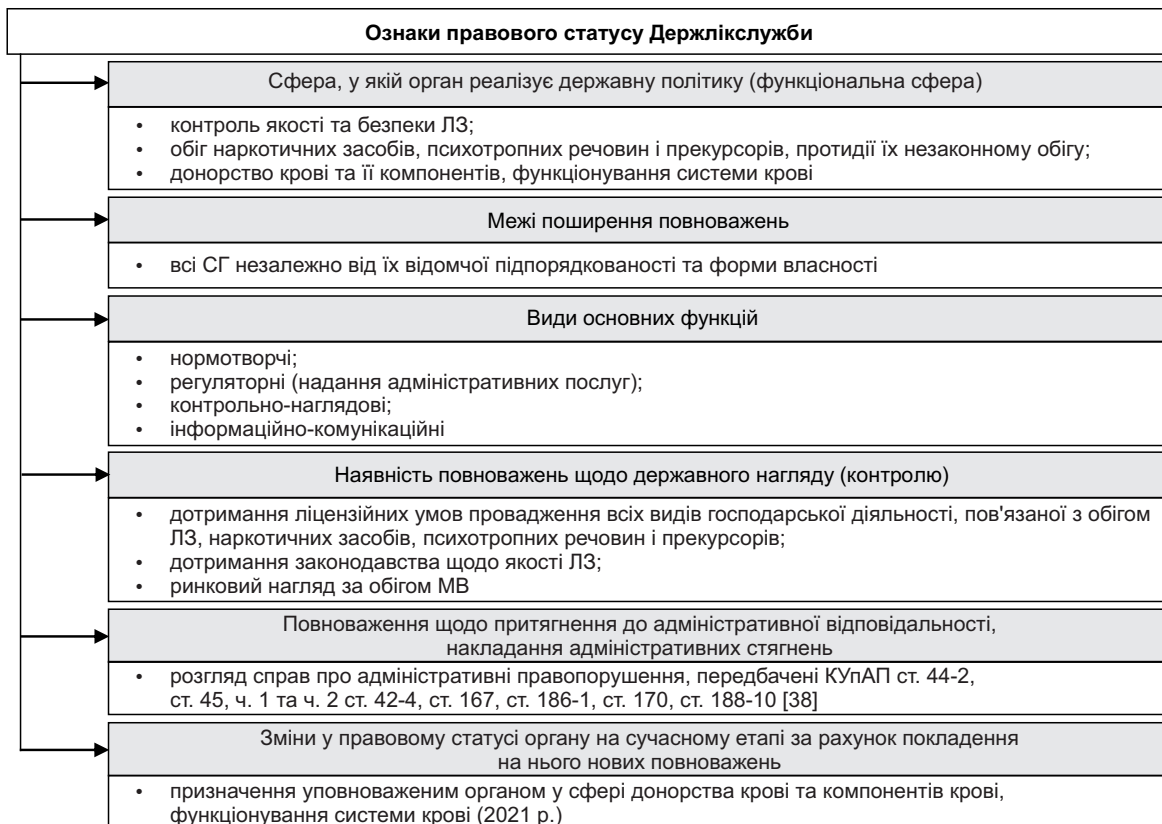 Ознаки правового статусу Держлікслужби
Сфера, у якій орган реалізує державну політику (функціональна сфера)
• контроль якості та безпеки ЛЗ;
• обіг наркотичних засобів, психотропних речовин і прекурсорів, протидії їх незаконному обігу;
• донорство крові та її компонентів, функціонування системи крові
Межі поширення повноважень
• всі СГ незалежно від їх відомчої підпорядкованості та форми власності
Види основних функцій
• нормотворчі;
• регуляторні (надання адміністративних послуг);
• контрольно-наглядові;
• інформаційно-комунікаційні
Наявність повноважень щодо державного нагляду (контролю)
• дотримання ліцензійних умов провадження всіх видів господарської діяльності, пов'язаної з обігом
ЛЗ, наркотичних засобів, психотропних речовин і прекурсорів;
• дотримання законодавства щодо якості ЛЗ;
• ринковий нагляд за обігом МВ
Повноваження щодо притягнення до адміністративної відповідальності,
накладання адміністративних стягнень
• розгляд справ про адміністративні правопорушення, передбачені КУпАП ст. 44-2,
ст. 45, ч. 1 та ч. 2 ст. 42-4, ст. 167, ст. 186-1, ст. 170, ст. 188-10 [38]
Зміни у правовому статусі органу на сучасному етапі за рахунок покладення
на нього нових повноважень
• призначення уповноваженим органом у сфері донорства крові та компонентів крові,
функціонування системи крові (2021 р.)